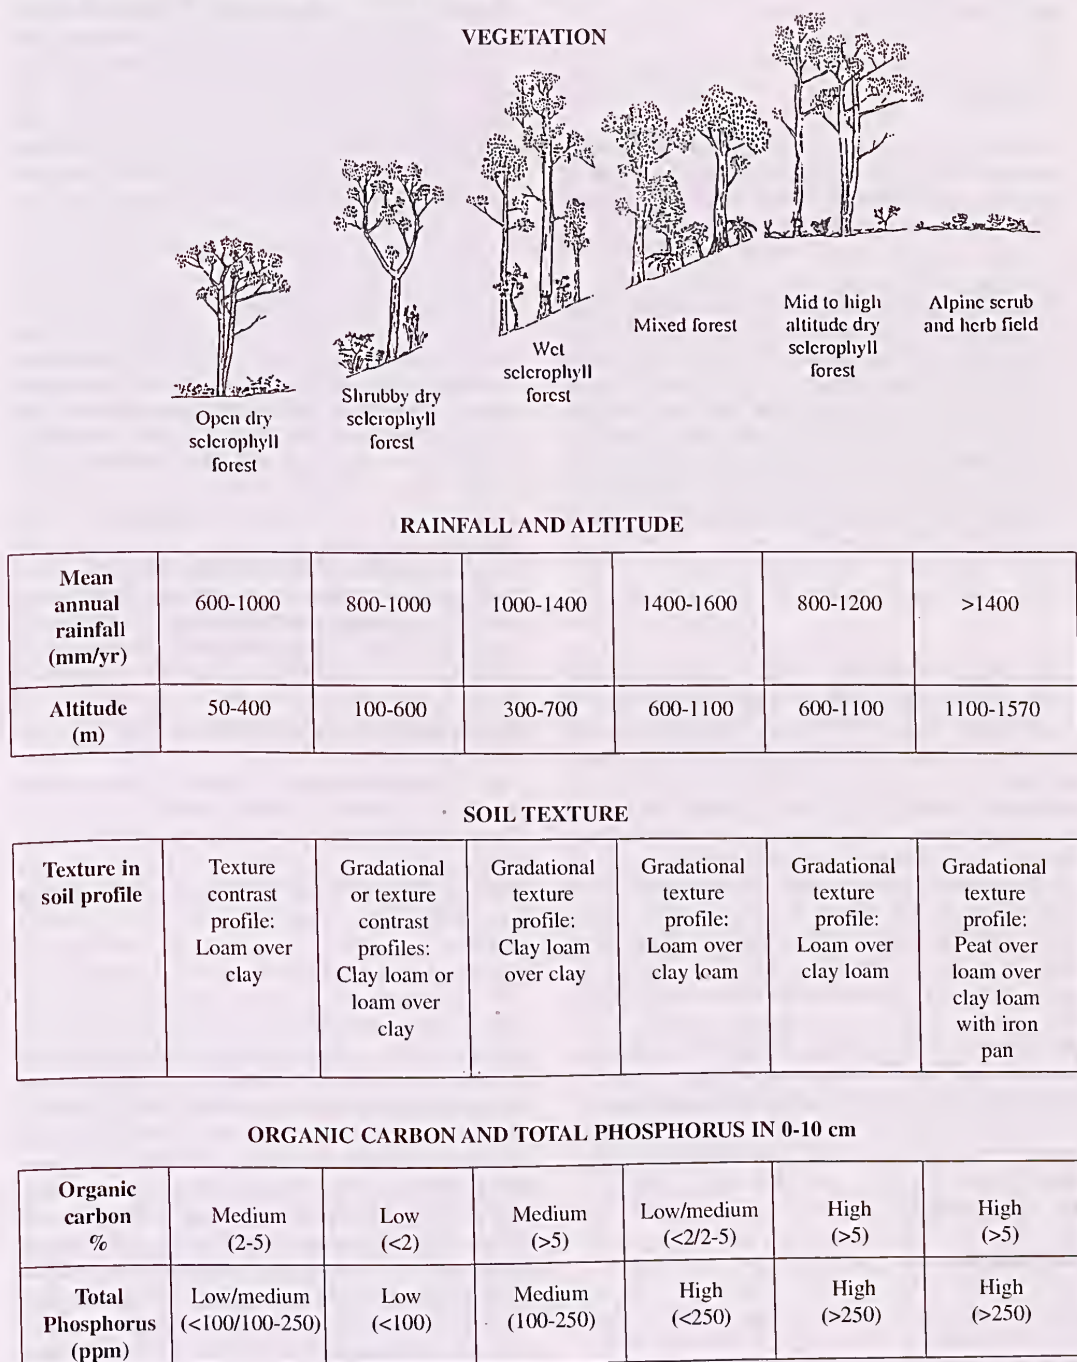 VEGETATION
Open dry
sclerophyll
forest
Shrubby dry
sclerophyll
forest
Wet
sclerophyll
forest
Mixed forest
Mid to high
altitude dry
sclerophyll
forest
Alpine scrub
and herb field
RAINFALL AND ALTITUDE
Mean
annual
rainfall
(mm/yr)
600-1000
800-1000
1000-1400
1400-1600
800-1200
>1400
Altitude
(m)
50-400
100-600
300-700
600-1100
600-1100
1100-1570
SOIL TEXTURE
Texture in
soil profile
Texture
contrast
profile:
Loam over
clay
Gradational
or texture
contrast
profiles:
Clay loam or
loam over
clay
Gradational
texture
profile:
Clay loam
over clay
Gradational
texture
profile:
Loam over
clay loam
Gradational
texture
profile:
Loam over
clay loam
Gradational
texture
profile:
Peat over
loam over
clay loam
with iron
pan
ORGANIC CARBON AND TOTAL PHOSPHORUS IN 0-10 cm
Organic
carbon
%
Medium
(2-5)
Low
(<2)
Medium
(>5)
Low/medium
(<2/2-5)
High
(>5)
High
(>5)
Total
Phosphorus
(ppm)
Low/medium
(<100/100-250)
Low
(<100)
Medium
(100-250)
High
(<250)
High
(>250)
High
(>250)